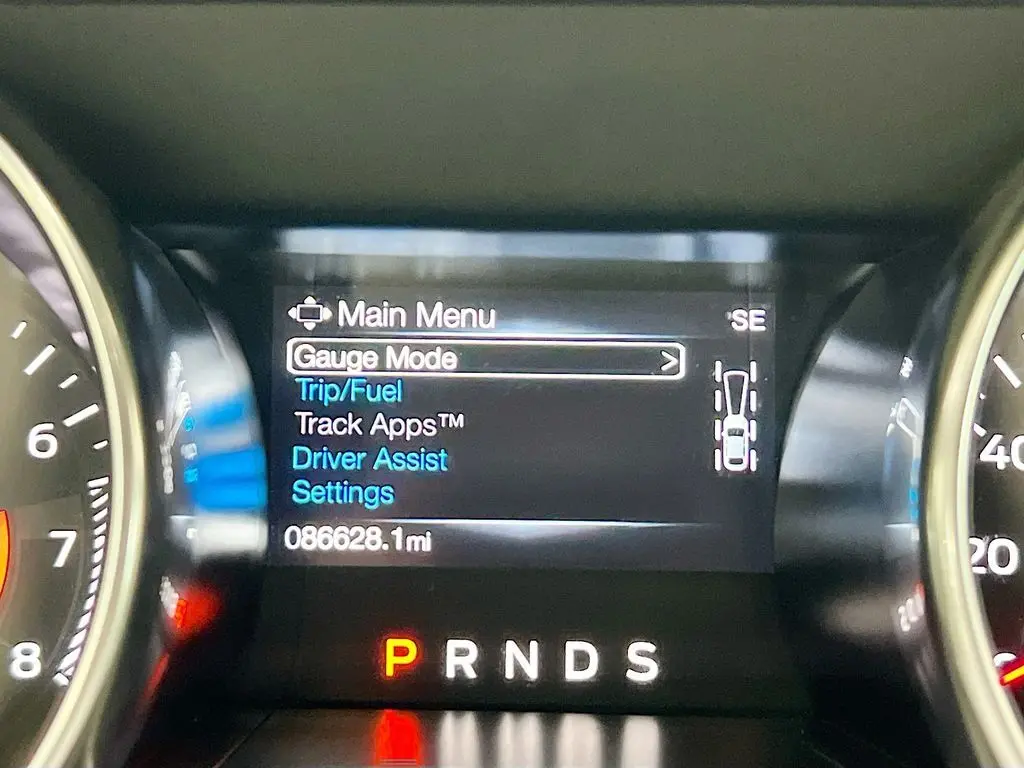 Main Menu
SE
Gauge Mode >
Trip/Fuel
Track Apps™
Driver Assist
Settings
086628.1mi
P R N D S
6
7
8
40
20